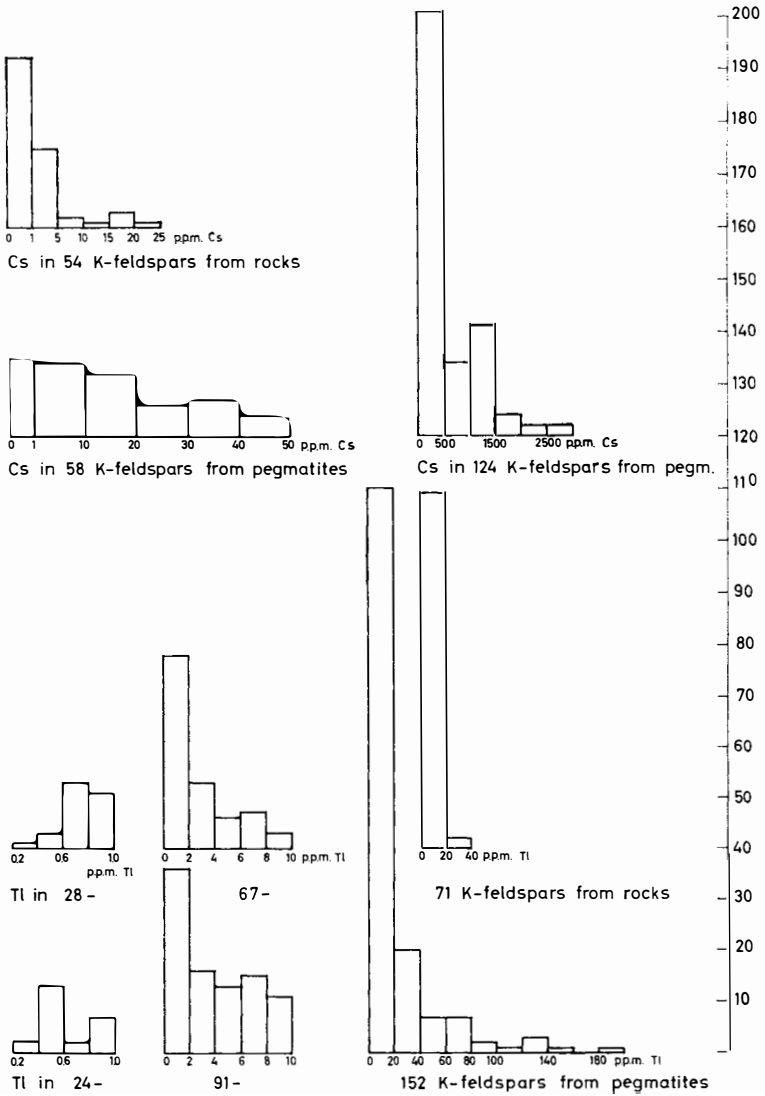 0 1 5 10 15 20 25 p.p.m. Cs
Cs in 54 K-feldspars from rocks
0 1 10 20 30 40 50 p.p.m. Cs
Cs in 58 K-feldspars from pegmatites
0 500 1500 2500 p.p.m. Cs
Cs in 124 K-feldspars from pegm.
200
190
180
170
160
150
140
130
120
110
100
90
80
70
60
50
40
30
20
10
0.2 0.6 1.0
p.p.m. Tl
Tl in 28-
0 2 4 6 8 10 p.p.m. Tl
67-
0 20 40 p.p.m. Tl
71 K-feldspars from rocks
0.2 0.6 1.0
Tl in 24-
0 2 4 6 8 10
91-
0 20 40 60 80 100 140 180 p.p.m. Tl
152 K-feldspars from pegmatites